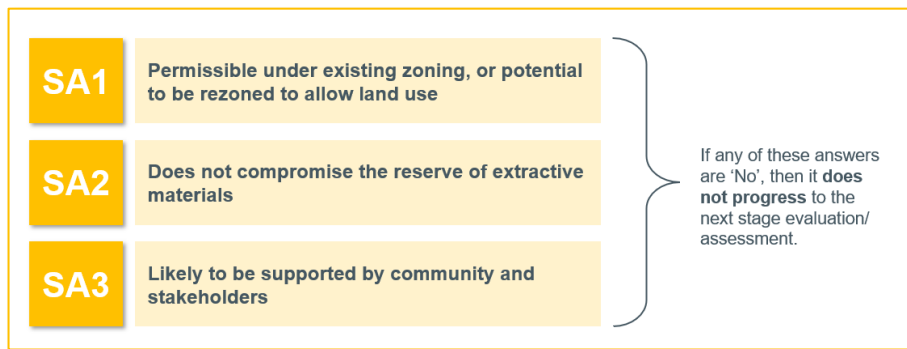 SA1
Permissible under existing zoning, or potential
to be rezoned to allow land use
SA2
Does not compromise the reserve of extractive
materials
SA3
Likely to be supported by community and
stakeholders
If any of these answers
are ‘No’, then it does
not progress to the
next stage evaluation/
assessment.